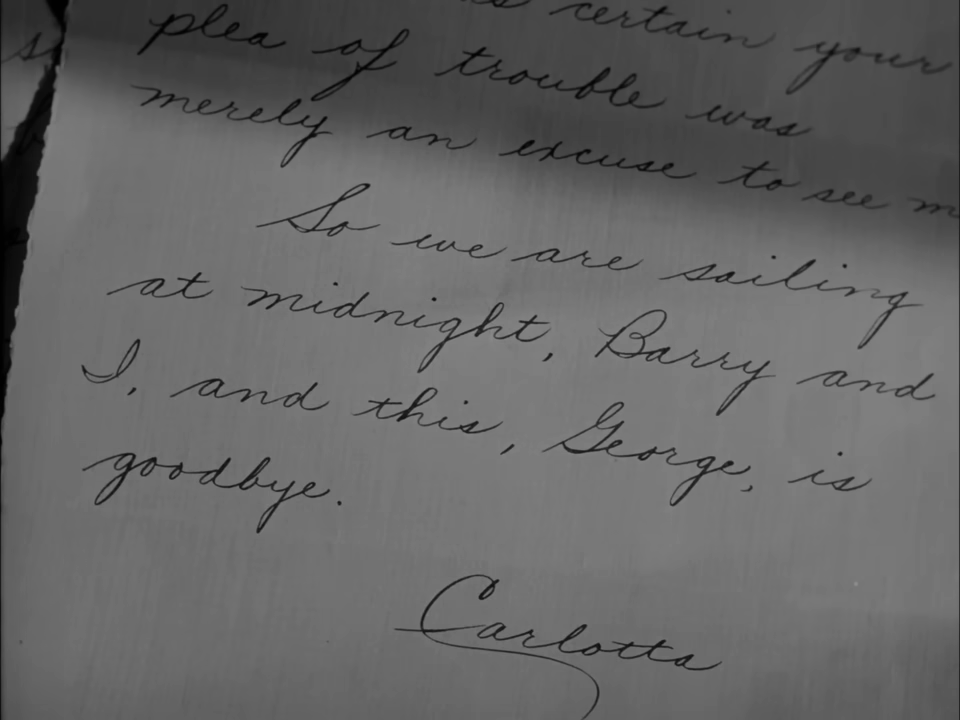 certain your
plea of trouble was
merely an excuse to see
So we are sailing
at midnight, Barry and
I, and this, George, is
goodbye.
Carlotta